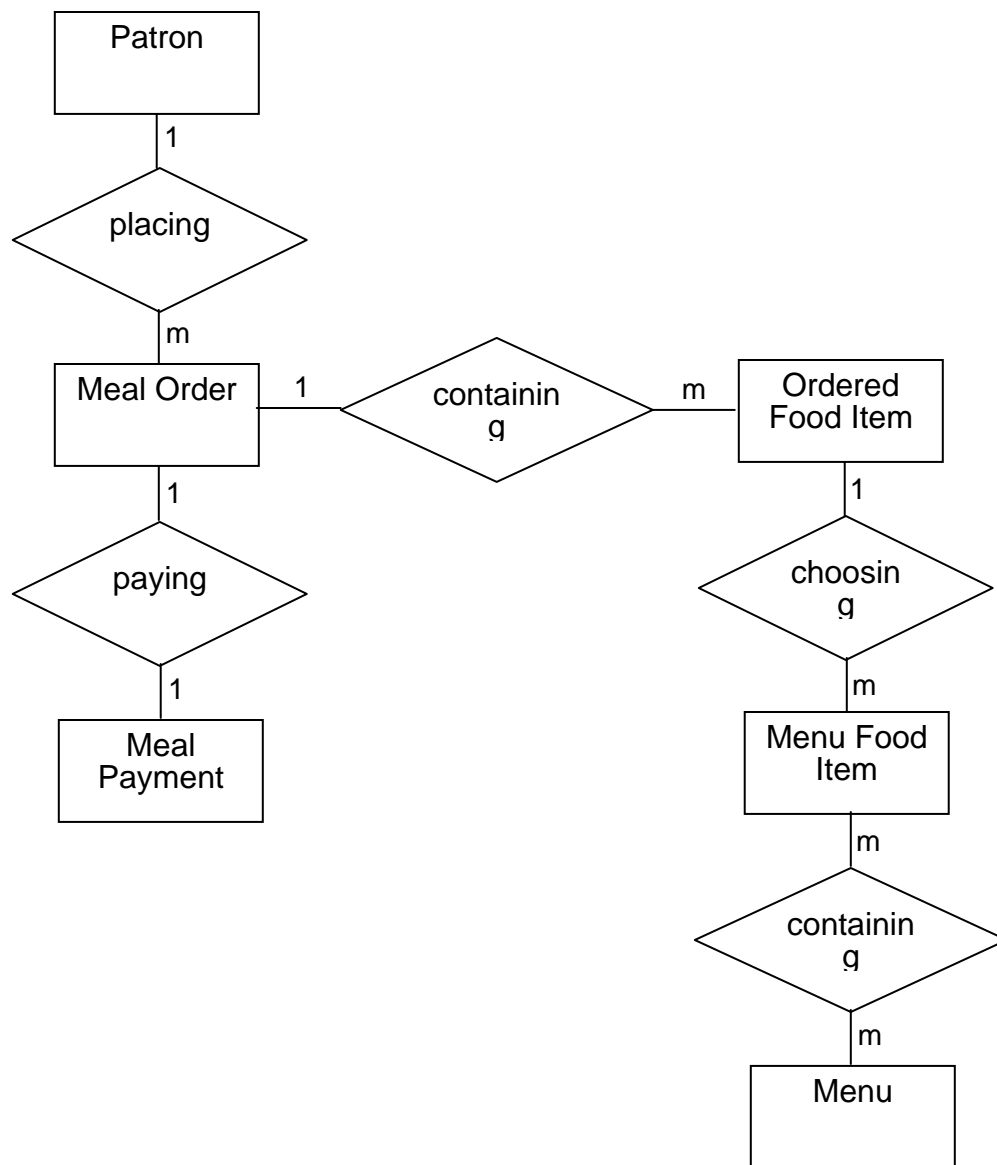 Patron
1
placing
m
Meal Order
1
containin
g
m
Ordered
Food Item
1
1
paying
choosin
g
1
m
Meal
Payment
Menu Food
Item
m
containin
g
m
Menu